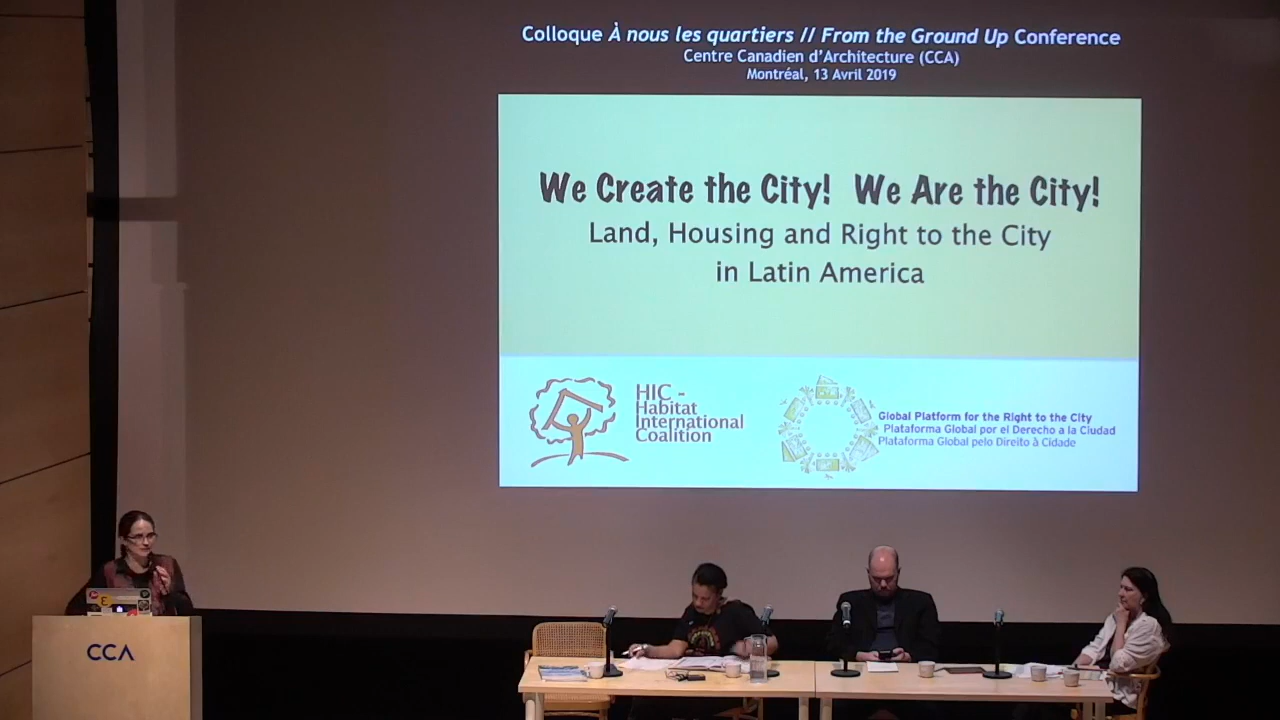 Colloque À nous les quartiers // From the Ground Up Conference
Centre Canadien d'Architecture (CCA)
Montréal, 13 Avril 2019
We Create the City! We Are the City!
Land, Housing and Right to the City
in Latin America
HIC -
Habitat
International
Coalition
Global Platform for the Right to the City
Plataforma Global por el Derecho a la Ciudad
Plataforma Global pelo Direito à Cidade
CCA